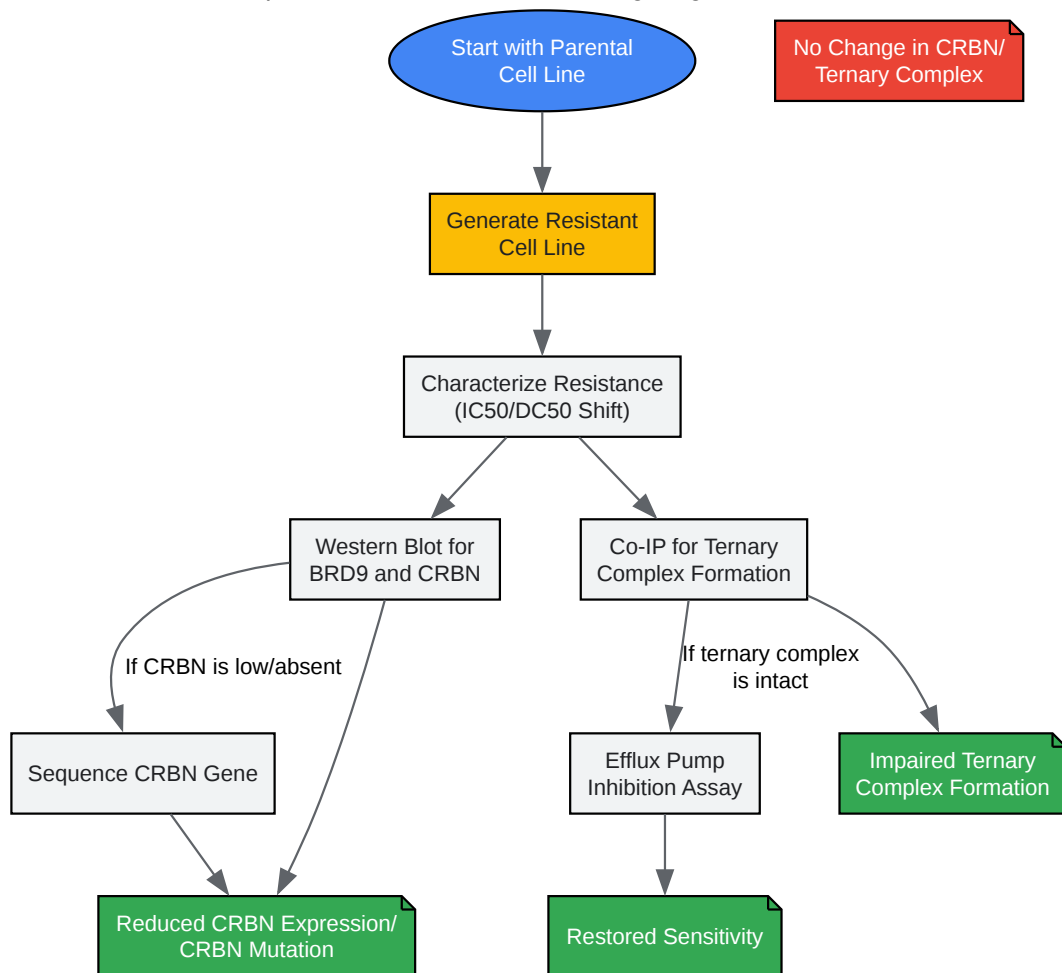 Start with Parental
Cell Line
No Change in CRBN/
Ternary Complex
Generate Resistant
Cell Line
Characterize Resistance
(IC50/DC50 Shift)
Western Blot for
BRD9 and CRBN
Co-IP for Ternary
Complex Formation
If CRBN is low/absent
If ternary complex
is intact
Sequence CRBN Gene
Efflux Pump
Inhibition Assay
Impaired Ternary
Complex Formation
Reduced CRBN Expression/
CRBN Mutation
Restored Sensitivity